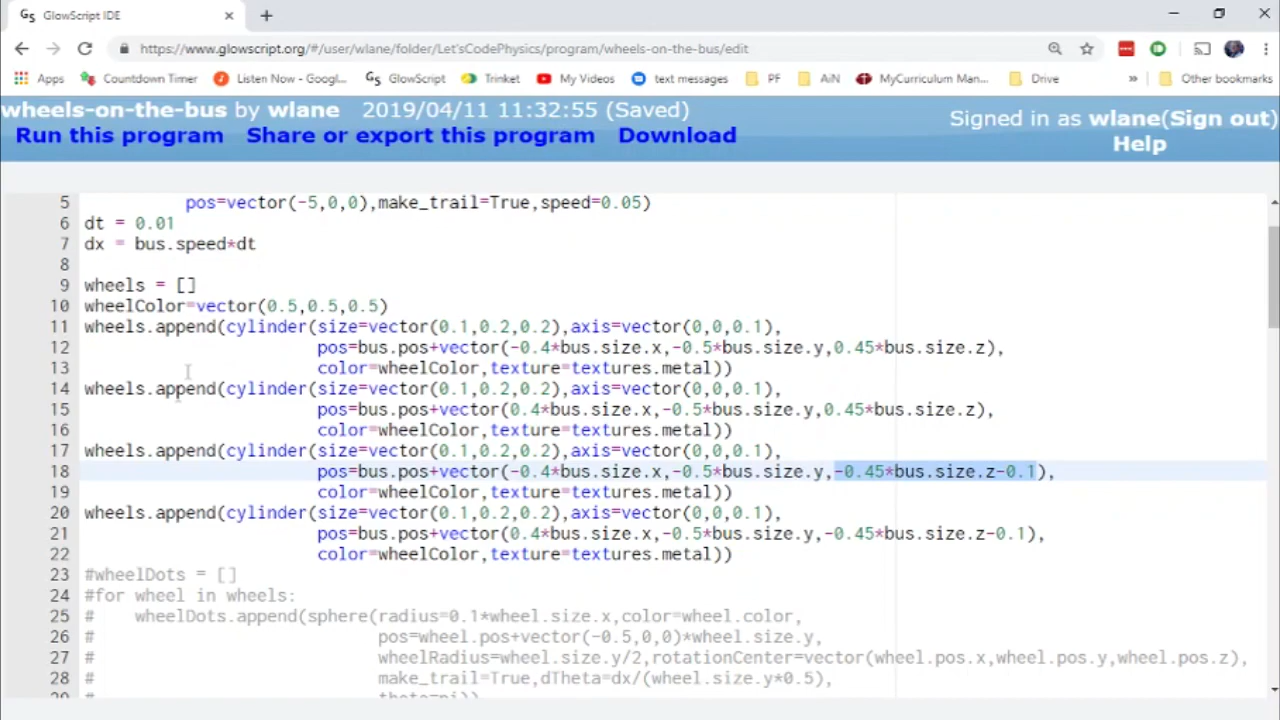 GlowScript IDE
https://www.glowscript.org/#/user/wlane/folder/Let'sCodePhysics/program/wheels-on-the-bus/edit
Apps Countdown Timer Listen Now - Googl... GlowScript Trinket My Videos text messages PF AiN MyCurriculum Man... Drive » Other bookmarks
wheels-on-the-bus by wlane 2019/04/11 11:32:55 (Saved)
Signed in as wlane(Sign out)
Run this program Share or export this program Download
Help
5 pos=vector(-5,0,0),make_trail=True,speed=0.05)
6 dt = 0.01
7 dx = bus.speed*dt
8
9 wheels = []
10 wheelColor=vector(0.5,0.5,0.5)
11 wheels.append(cylinder(size=vector(0.1,0.2,0.2),axis=vector(0,0,0.1),
12 pos=bus.pos+vector(-0.4*bus.size.x,-0.5*bus.size.y,0.45*bus.size.z),
13 color=wheelColor,texture=textures.metal))
14 wheels.append(cylinder(size=vector(0.1,0.2,0.2),axis=vector(0,0,0.1),
15 pos=bus.pos+vector(0.4*bus.size.x,-0.5*bus.size.y,0.45*bus.size.z),
16 color=wheelColor,texture=textures.metal))
17 wheels.append(cylinder(size=vector(0.1,0.2,0.2),axis=vector(0,0,0.1),
18 pos=bus.pos+vector(-0.4*bus.size.x,-0.5*bus.size.y,-0.45*bus.size.z-0.1),
19 color=wheelColor,texture=textures.metal))
20 wheels.append(cylinder(size=vector(0.1,0.2,0.2),axis=vector(0,0,0.1),
21 pos=bus.pos+vector(0.4*bus.size.x,-0.5*bus.size.y,-0.45*bus.size.z-0.1),
22 color=wheelColor,texture=textures.metal))
23 #wheelDots = []
24 #for wheel in wheels:
25 # wheelDots.append(sphere(radius=0.1*wheel.size.x,color=wheel.color,
26 # pos=wheel.pos+vector(-0.5,0,0)*wheel.size.y,
27 # wheelRadius=wheel.size.y/2,rotationCenter=vector(wheel.pos.x,wheel.pos.y,wheel.pos.z),
28 # make_trail=True,dTheta=dx/(wheel.size.y*0.5),
29 # theta=pi))